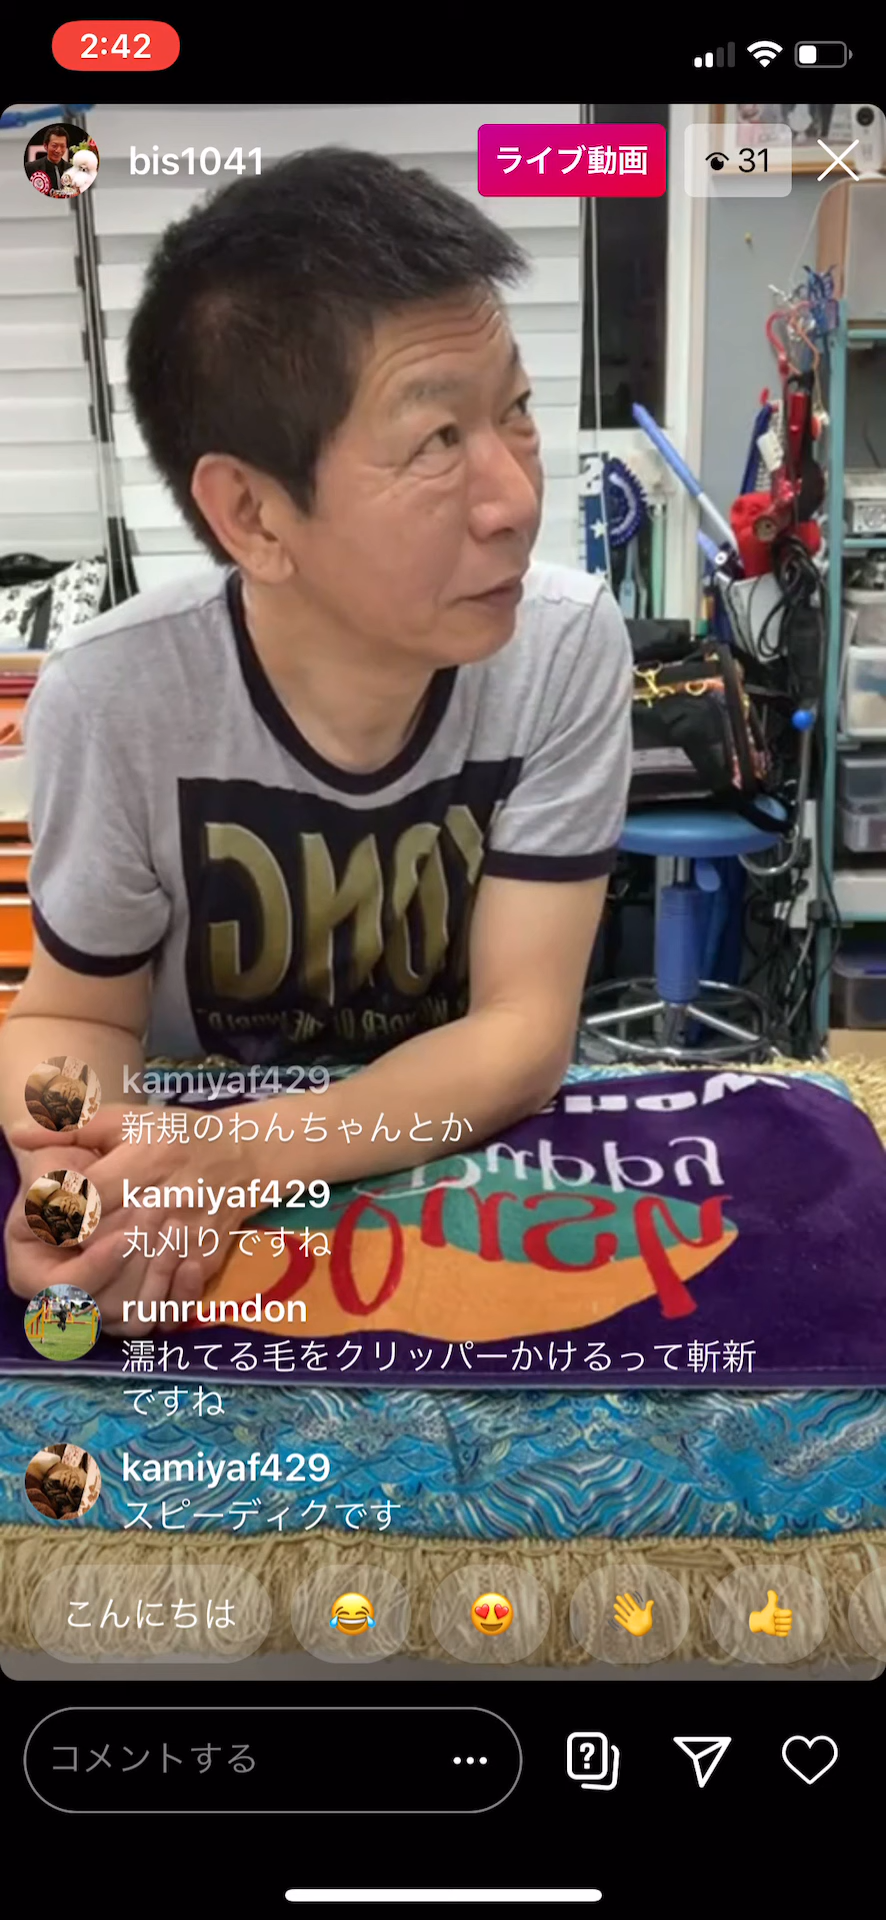 2:42
bis1041
ライブ動画
31
KONG
kamiyaf429
新規のわんちゃんとか
kamiyaf429
丸刈りですね
runrundon
濡れてる毛をクリッパーかけるって斬新
ですね
kamiyaf429
スピーディクです
こんにちは
コメントする